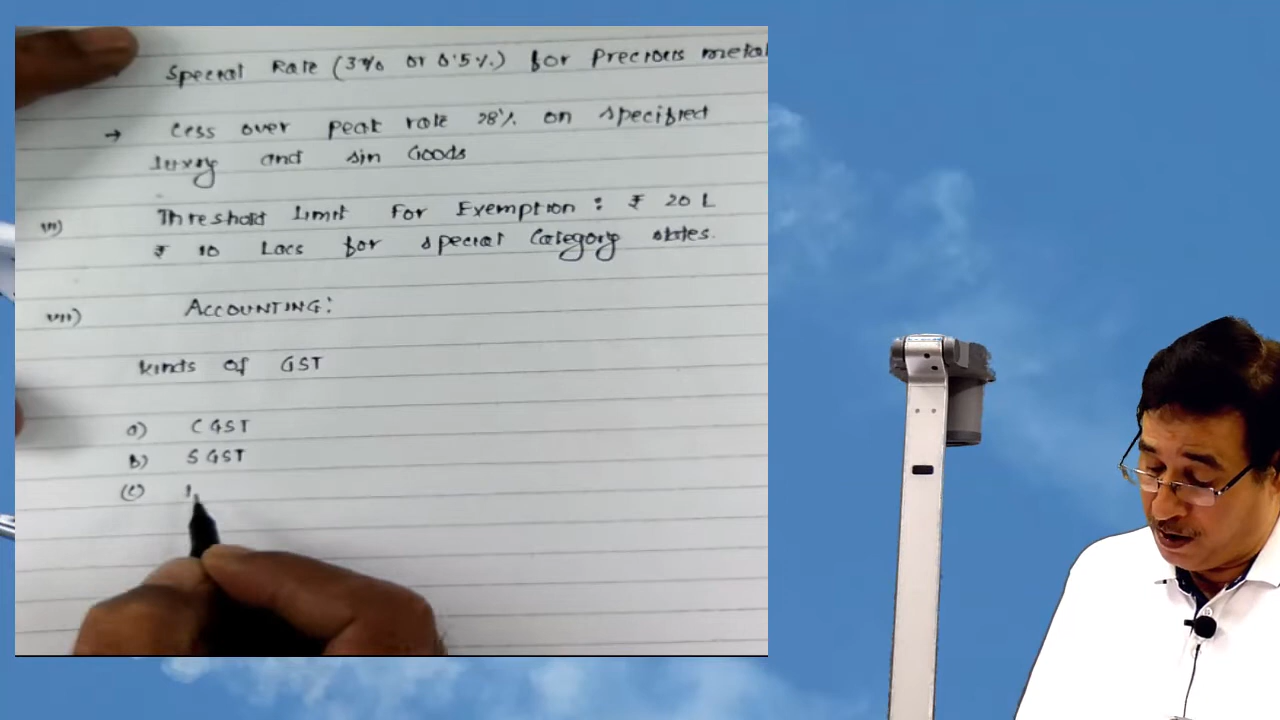 Special Rate (3% or 0.5%) for Precious metal
→ Cess over peak rate 28% on specified
luxury and sin Goods
vi) Threshold Limit For Exemption : ₹ 20 L
₹ 10 Lacs for special Category states.
vii) ACCOUNTING:
kinds of GST
a) CGST
b) SGST
(c) I